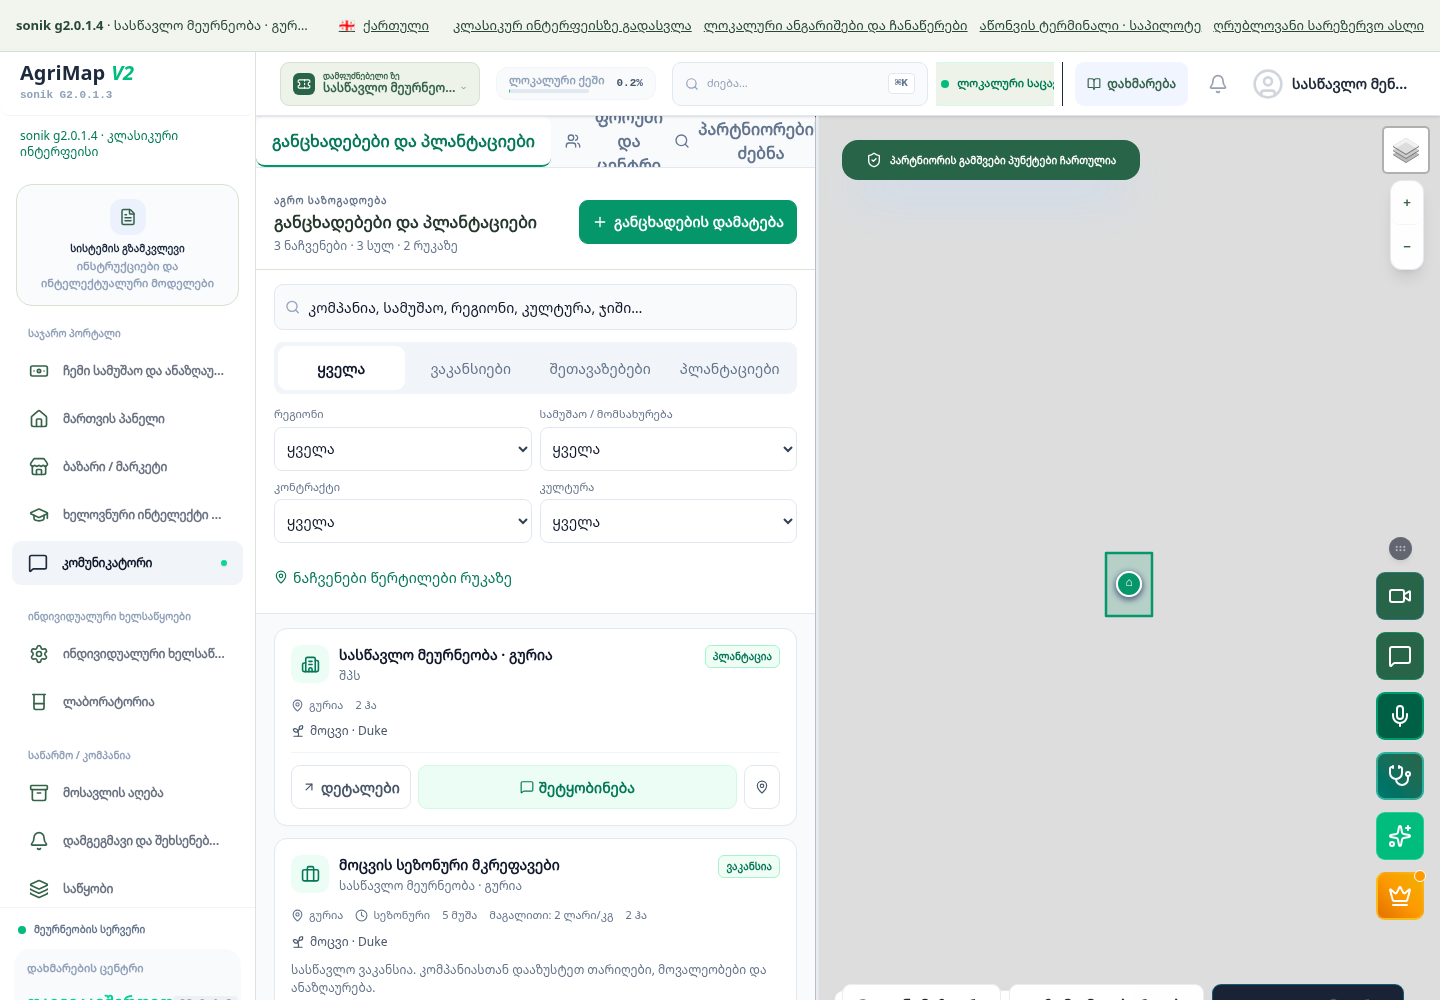 sonik g2.0.1.4 · სასწავლო მეურნეობა · გურ...
ქართული
კლასიკურ ინტერფეისზე გადასვლა
ლოკალური ანგარიშები და ჩანაწერები
აწონვის ტერმინალი · საპილოტე
ღრუბლოვანი სარეზერვო ასლი
AgriMap V2
sonik G2.0.1.3
დამფუძნებელი ზე
სასწავლო მეურნეო...
ლოკალური ქეში 0.2%
ძიება...
⌘K
ლოკალური საცა
დახმარება
სასწავლო მენ...
sonik g2.0.1.4 · კლასიკური
ინტერფეისი
სისტემის გზამკვლევი
ინსტრუქციები და
ინტელექტუალური მოდელები
საჯარო პორტალი
ჩემი სამუშაო და ანაზღაუ...
მართვის პანელი
ბაზარი / მარკეტი
ხელოვნური ინტელექტი ...
კომუნიკატორი
ინდივიდუალური ხელსაწყოები
ინდივიდუალური ხელსაწ...
ლაბორატორია
საწარმო / კომპანია
მოსავლის აღება
დამგეგმავი და შეხსენებ...
საწყობი
მეურნეობის სერვერი
დახმარების ცენტრი
განცხადებები და პლანტაციები
ფორუმი
და
ცენტრი
პარტნიორები
ძებნა
აგრო საზოგადოება
განცხადებები და პლანტაციები
3 ნაჩვენები · 3 სულ · 2 რუკაზე
+ განცხადების დამატება
კომპანია, სამუშაო, რეგიონი, კულტურა, ჯიში...
ყველა
ვაკანსიები
შეთავაზებები
პლანტაციები
რეგიონი
სამუშაო / მომსახურება
ყველა
ყველა
კონტრაქტი
კულტურა
ყველა
ყველა
ნაჩვენები წერტილები რუკაზე
სასწავლო მეურნეობა · გურია
პლანტაცია
შპს
გურია 2 ჰა
მოცვი · Duke
დეტალები
შეტყობინება
მოცვის სეზონური მკრეფავები
ვაკანსია
სასწავლო მეურნეობა · გურია
გურია სეზონური 5 მუშა მაგალითი: 2 ლარი/კგ 2 ჰა
მოცვი · Duke
სასწავლო ვაკანსია. კომპანიასთან დააზუსტეთ თარიღები, მოვალეობები და
ანაზღაურება.
პარტნიორის გამშვები პუნქტები ჩართულია
+
−